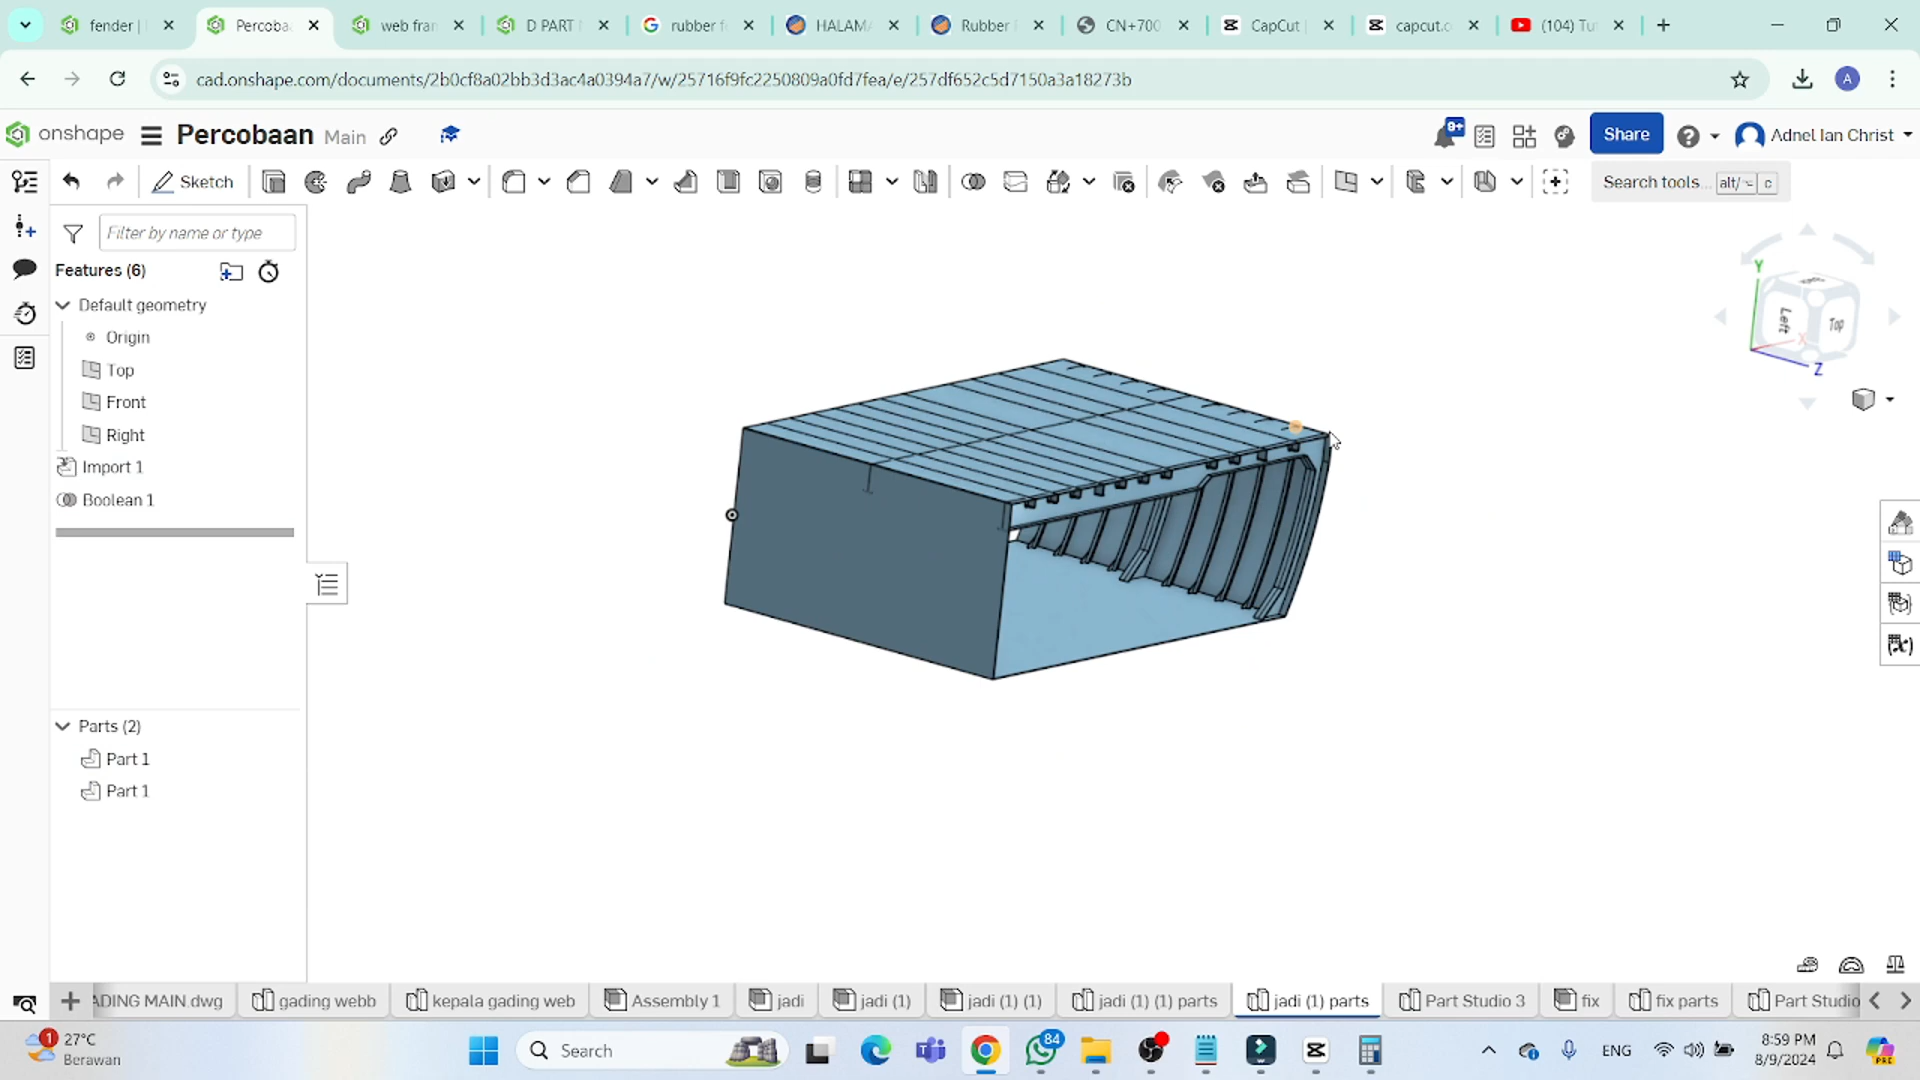 fender |
Percoba
web fran
D PART
rubber f
HALAMA
Rubber
CN+700
CapCut |
capcut.c
(104) Tu
cad.onshape.com/documents/2b0cf8a02bb3d3ac4a0394a7/w/25716f9fc2250809a0fd7fea/e/257df652c5d7150a3a18273b
A
onshape
Percobaan Main
9+
Share
Adnel Ian Christ
Sketch
Search tools... alt/⌥ c
Filter by name or type
Features (6)
Default geometry
Origin
Top
Front
Right
Import 1
Boolean 1
Parts (2)
Part 1
Part 1
Y
Left
Top
X
Z
(x)
ADING MAIN.dwg
gading webb
kepala gading web
Assembly 1
jadi
jadi (1)
jadi (1) (1)
jadi (1) (1) parts
jadi (1) parts
Part Studio 3
fix
fix parts
Part Studio
1
27°C
Berawan
Search
84
ENG
8:59 PM
8/9/2024
PRE